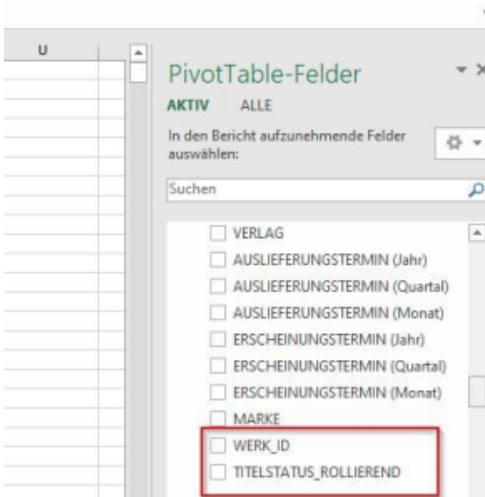 U
PivotTable-Felder
AKTIV ALLE
In den Bericht aufzunehmende Felder
auswählen:
Suchen
VERLAG
AUSLIEFERUNGSTERMIN (Jahr)
AUSLIEFERUNGSTERMIN (Quartal)
AUSLIEFERUNGSTERMIN (Monat)
ERSCHEINUNGSTERMIN (Jahr)
ERSCHEINUNGSTERMIN (Quartal)
ERSCHEINUNGSTERMIN (Monat)
MARKE
WERK_ID
TITELSTATUS_ROLLIEREND